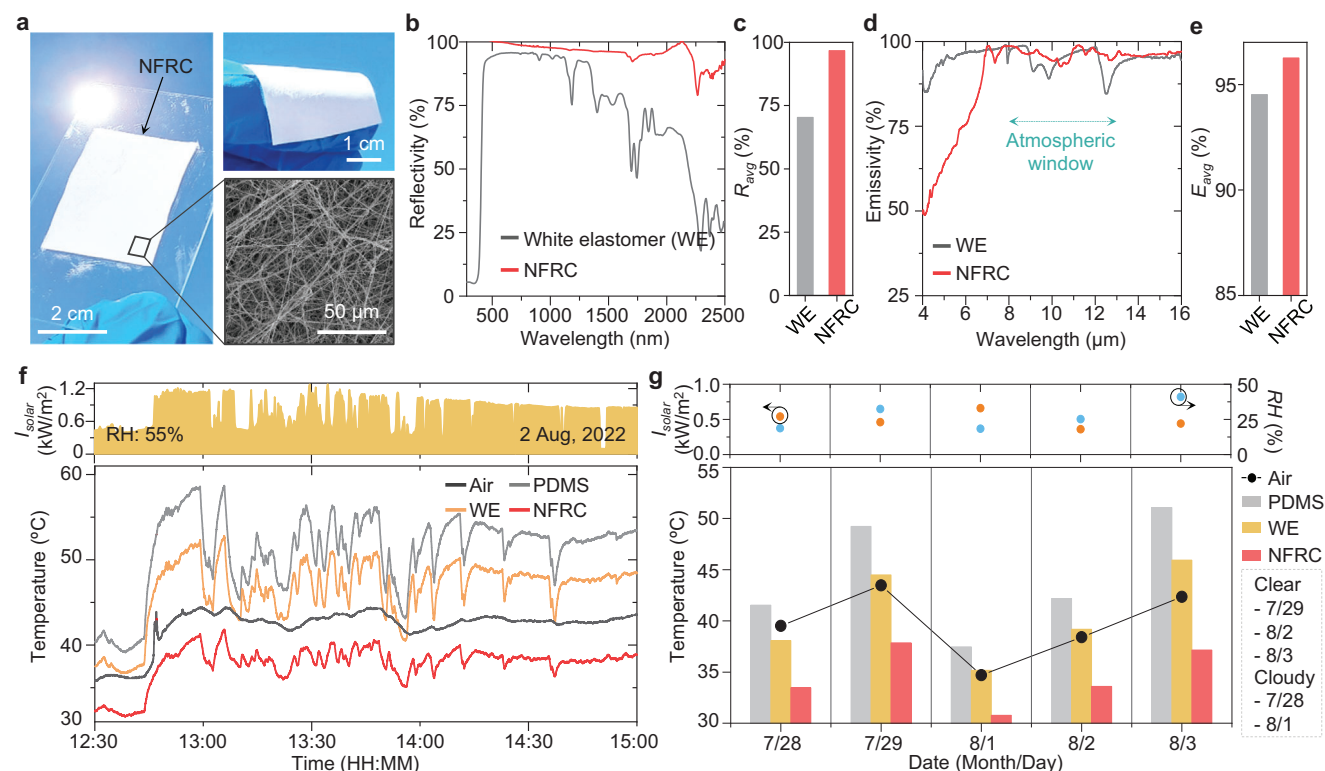 a
NFRC
2 cm
1 cm
50 µm
b
100
75
50
25
0
Reflectivity (%)
White elastomer (WE)
NFRC
500 1000 1500 2000 2500
Wavelength (nm)
c
100
75
50
25
0
Ravg (%)
WE
NFRC
d
100
75
50
25
Emissivity (%)
Atmospheric
window
WE
NFRC
4 6 8 10 12 14 16
Wavelength (µm)
e
95
90
85
Eavg (%)
WE
NFRC
f
1.2
0.6
0
Isolar
(kW/m²)
RH: 55%
2 Aug, 2022
60
50
40
30
Temperature (ºC)
Air PDMS
WE NFRC
12:30 13:00 13:30 14:00 14:30 15:00
Time (HH:MM)
g
1.0
0.5
0.0
Isolar
(kW/m²)
50
25
0
RH
(%)
55
50
45
40
35
30
Temperature (ºC)
7/28 7/29 8/1 8/2 8/3
Date (Month/Day)
Air
PDMS
WE
NFRC
Clear
- 7/29
- 8/2
- 8/3
Cloudy
- 7/28
- 8/1